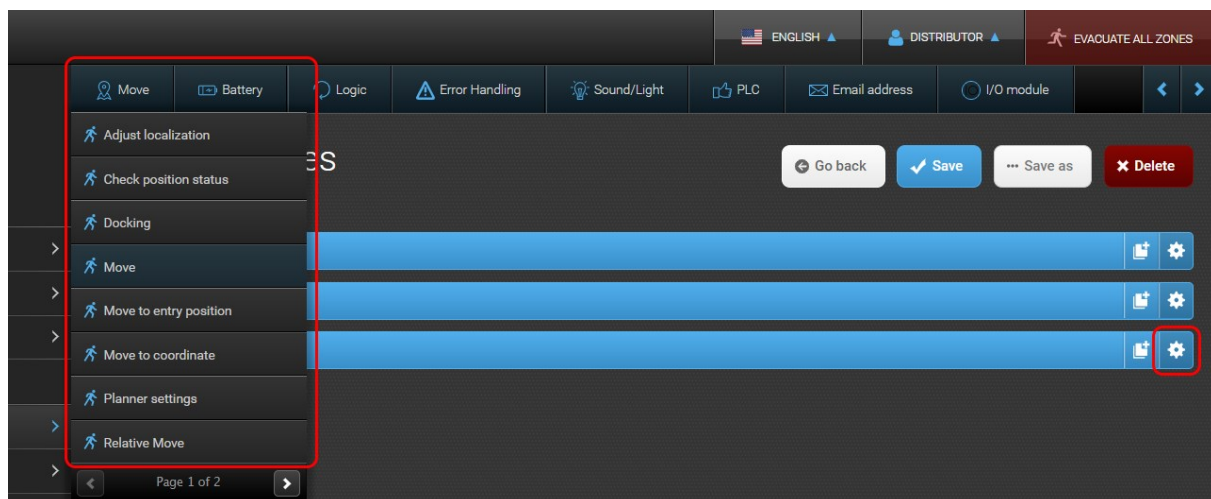 ENGLISH DISTRIBUTOR EVACUATE ALL ZONES
Move Battery Logic Error Handling Sound/Light PLC Email address I/O module
Adjust localization
es
Go back Save Save as Delete
Check position status
Docking
Move
Move to entry position
Move to coordinate
Planner settings
Relative Move
Page 1 of 2